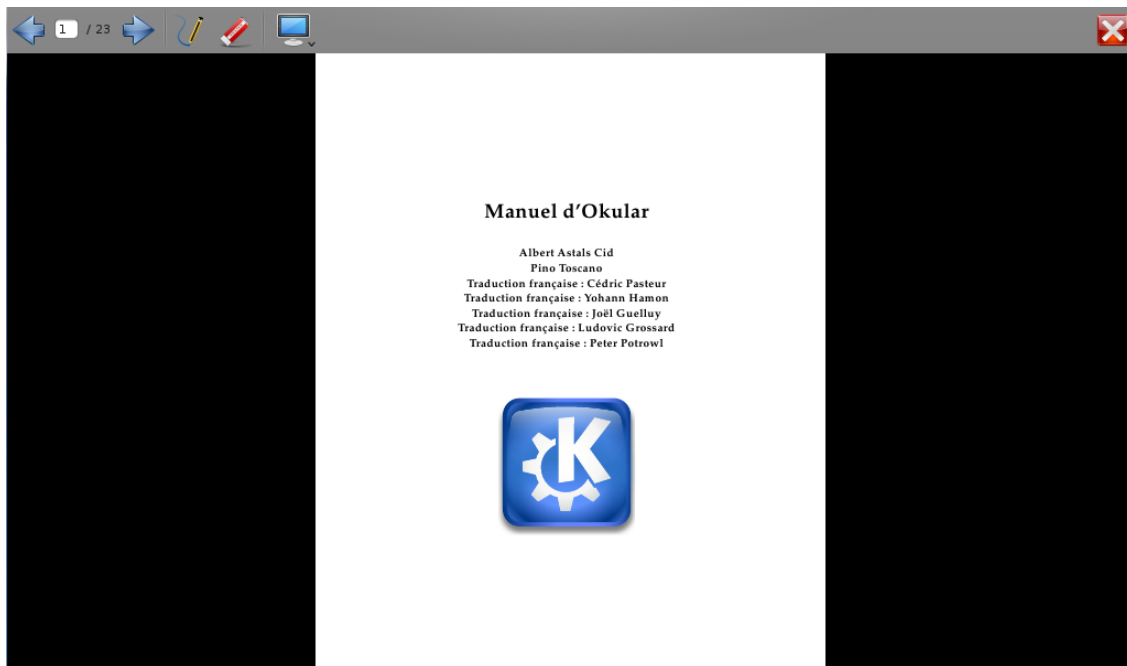 1 / 23
Manuel d'Okular
Albert Astals Cid
Pino Toscano
Traduction française : Cédric Pasteur
Traduction française : Yohann Hamon
Traduction française : Joël Guelluy
Traduction française : Ludovic Grossard
Traduction française : Peter Potrowl
K